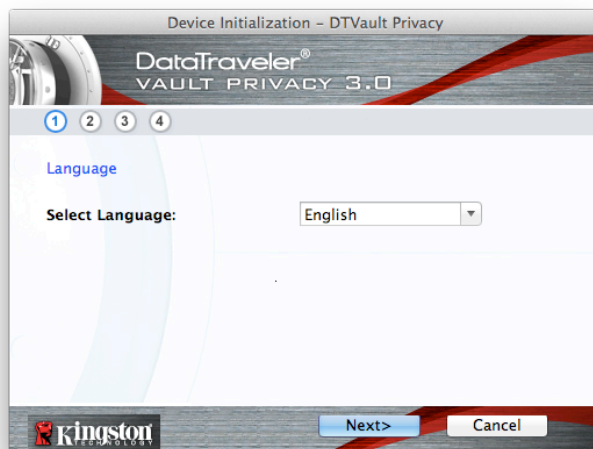 Device Initialization – DTVault Privacy
DataTraveler®
VAULT PRIVACY 3.0
1 2 3 4
Language
Select Language: English
Kingston
TECHNOLOGY
Next> Cancel